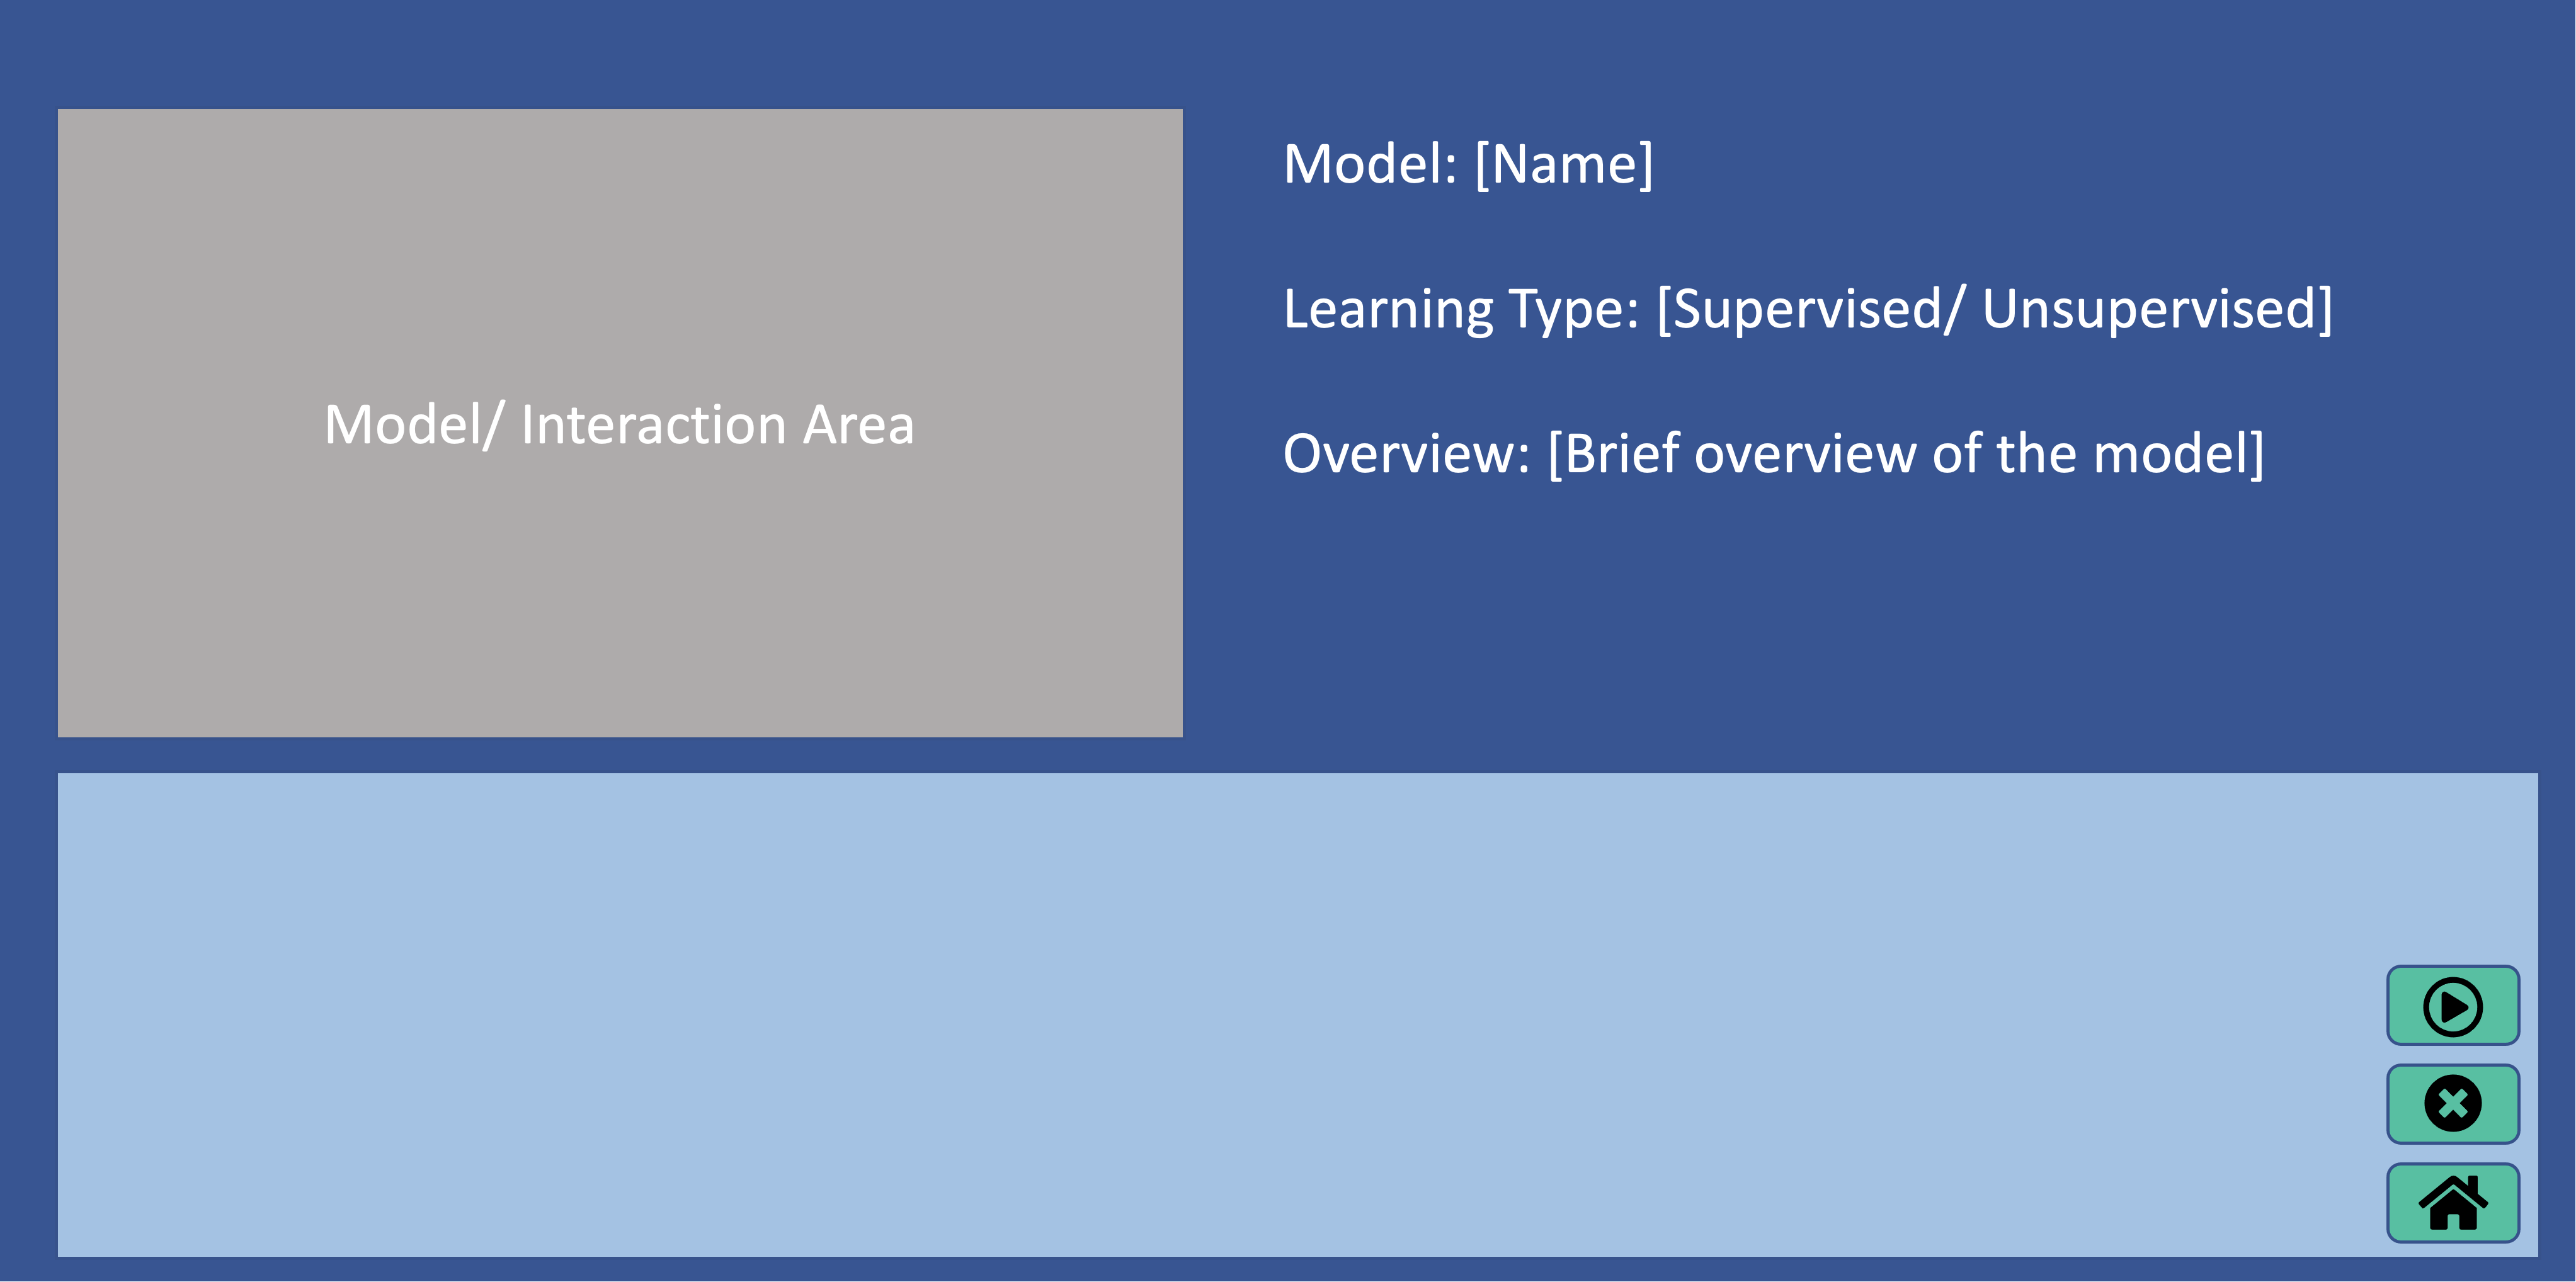 Model/ Interaction Area
Model: [Name]
Learning Type: [Supervised/ Unsupervised]
Overview: [Brief overview of the model]